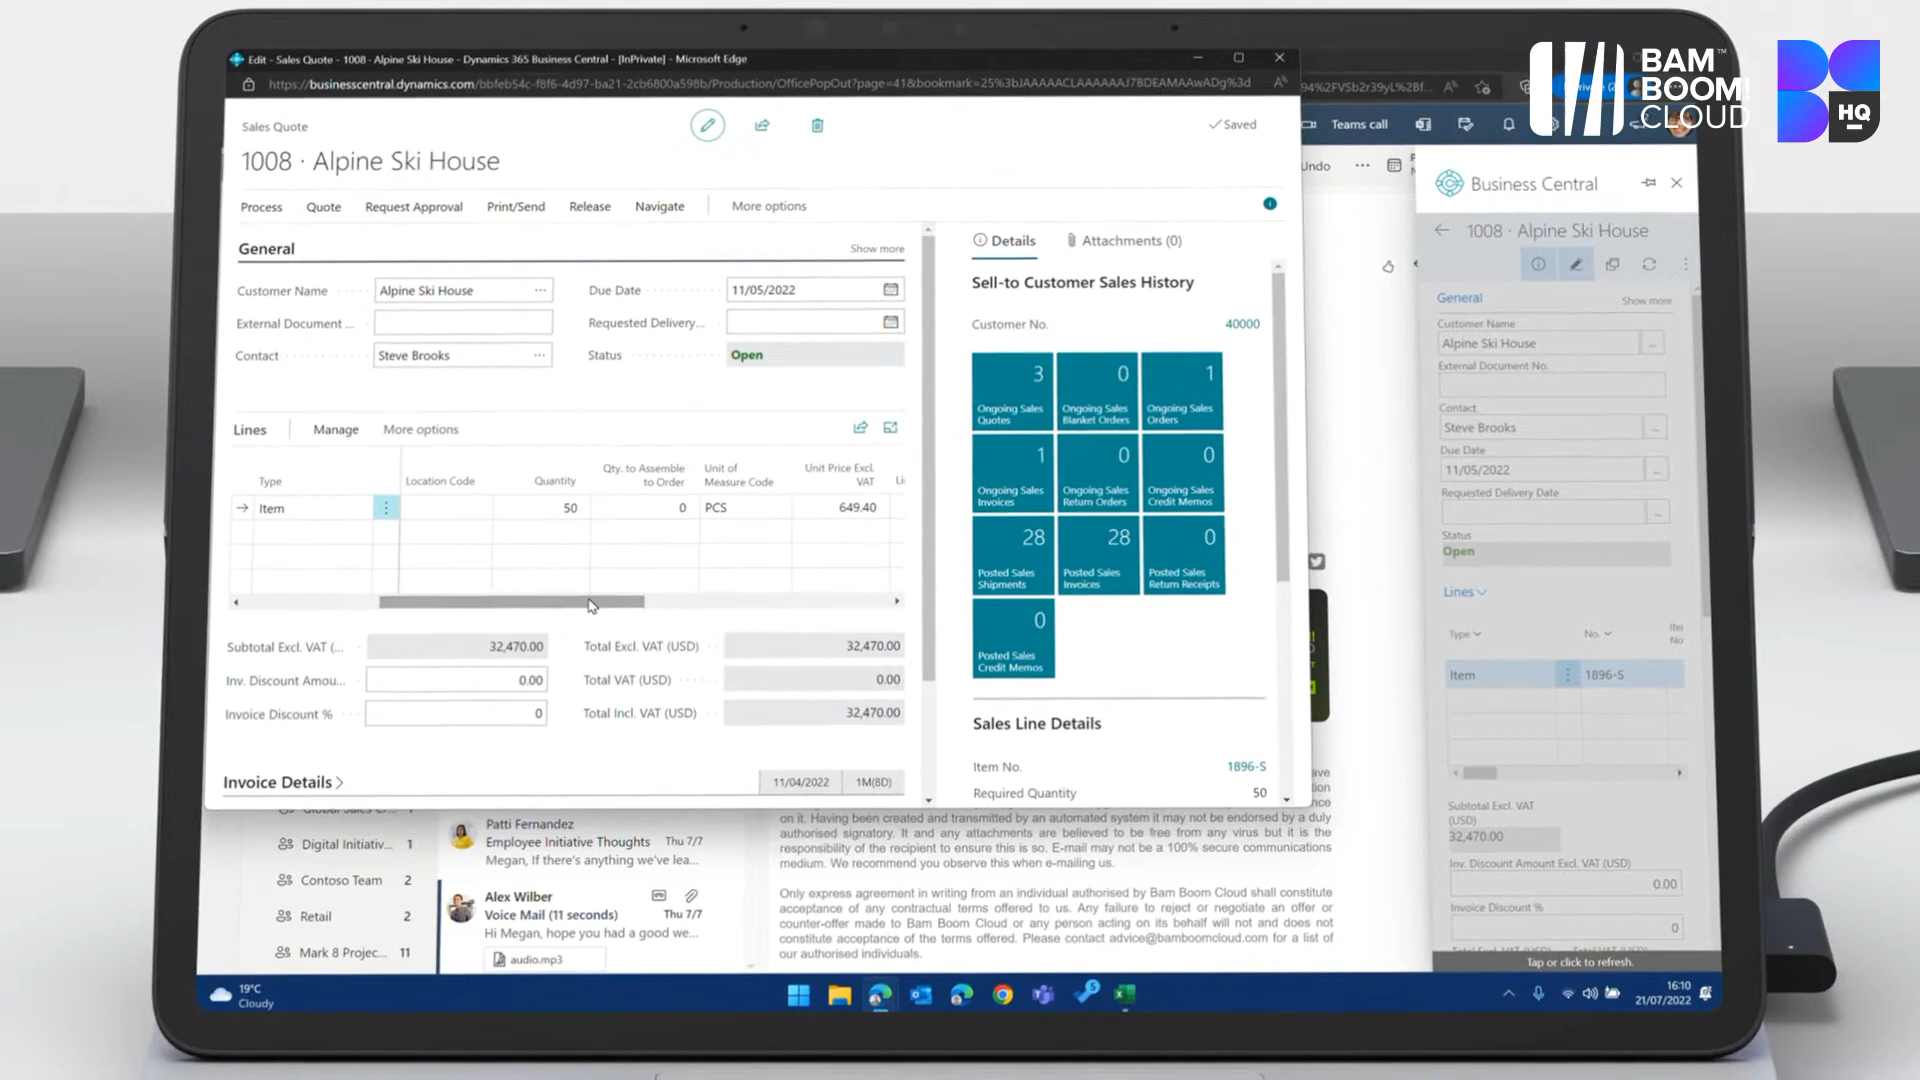 Edit - Sales Quote - 1008 - Alpine Ski House - Dynamics 365 Business Central - [InPrivate] - Microsoft Edge
BAM
BOOM!
CLOUD
™
HQ
Sales Quote
Saved
Teams call
1008 · Alpine Ski House
Undo
Process
Quote
Request Approval
Print/Send
Release
Navigate
More options
General
Show more
Customer Name
Alpine Ski House
Due Date
11/05/2022
External Document ...
Requested Delivery...
Contact
Steve Brooks
Status
Open
Lines
Manage
More options
Type
Location Code
Quantity
Qty. to Assemble
to Order
Unit of
Measure Code
Unit Price Excl.
VAT
Li
Item
50
0
PCS
649.40
Subtotal Excl. VAT (...
32,470.00
Total Excl. VAT (USD)
32,470.00
Inv. Discount Amou...
0.00
Total VAT (USD)
0.00
Invoice Discount %
0
Total Incl. VAT (USD)
32,470.00
Invoice Details
11/04/2022
1M(8D)
Details
Attachments (0)
Sell-to Customer Sales History
Customer No.
40000
3
Ongoing Sales
Quotes
0
Ongoing Sales
Blanket Orders
1
Ongoing Sales
Orders
1
Ongoing Sales
Invoices
0
Ongoing Sales
Return Orders
0
Ongoing Sales
Credit Memos
28
Posted Sales
Shipments
28
Posted Sales
Invoices
0
Posted Sales
Return Receipts
0
Posted Sales
Credit Memos
Sales Line Details
Item No.
1896-S
Required Quantity
50
Business Central
1008 · Alpine Ski House
General
Show more
Customer Name
Alpine Ski House
External Document No.
Contact
Steve Brooks
Due Date
11/05/2022
Requested Delivery Date
Status
Open
Lines
Type
No.
Item
1896-S
Subtotal Excl. VAT
(USD)
32,470.00
Inv. Discount Amount Excl. VAT (USD)
0.00
Invoice Discount %
0
Tap or click to refresh.
Digital Initiativ...
1
Contoso Team
2
Retail
2
Mark 8 Projec...
11
Patti Fernandez
Employee Initiative Thoughts
Thu 7/7
Megan, If there's anything we've lea...
Alex Wilber
Voice Mail (11 seconds)
Thu 7/7
Hi Megan, hope you had a good we...
audio.mp3
on it. Having been created and transmitted by an automated system it may not be endorsed by a duly
authorised signatory. It and any attachments are believed to be free from any virus but it is the
responsibility of the recipient to ensure this is so. E-mail may not be a 100% secure communications
medium. We recommend you observe this when e-mailing us.
Only express agreement in writing from an individual authorised by Bam Boom Cloud shall constitute
acceptance of any contractual terms offered to us. Any failure to reject or negotiate an offer or
counter-offer made to Bam Boom Cloud or any person acting on its behalf will not and does not
constitute acceptance of the terms offered. Please contact advice@bamboomcloud.com for a list of
our authorised individuals.
19°C
Cloudy
16:10
21/07/2022